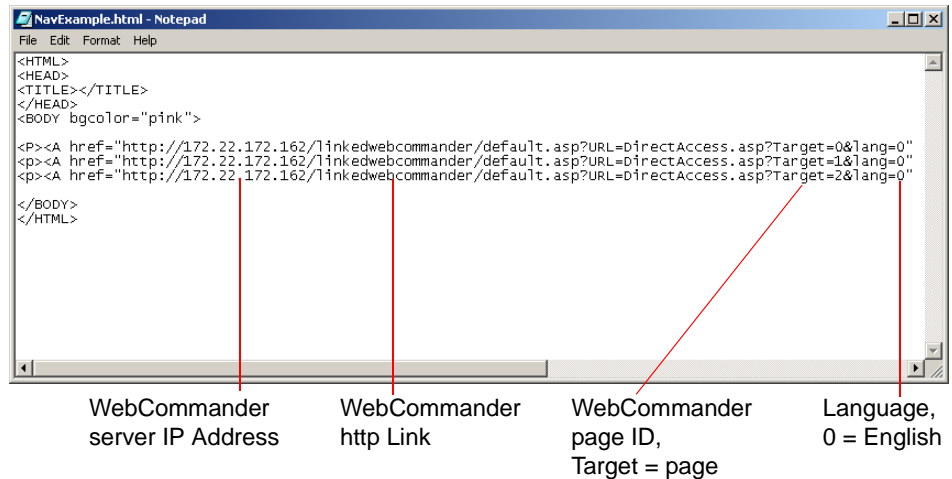 NavExample.html - Notepad
File Edit Format Help
<HTML>
<HEAD>
<TITLE></TITLE>
</HEAD>
<BODY bgcolor="pink">
<P><A href="http://172.22.172.162/linkedwebcommander/default.asp?URL=DirectAccess.asp?Target=0&lang=0"
<p><A href="http://172.22.172.162/linkedwebcommander/default.asp?URL=DirectAccess.asp?Target=1&lang=0"
<p><A href="http://172.22.172.162/linkedwebcommander/default.asp?URL=DirectAccess.asp?Target=2&lang=0"
</BODY>
</HTML>
WebCommander
server IP Address
WebCommander
http Link
WebCommander
page ID,
Target = page
Language,
0 = English